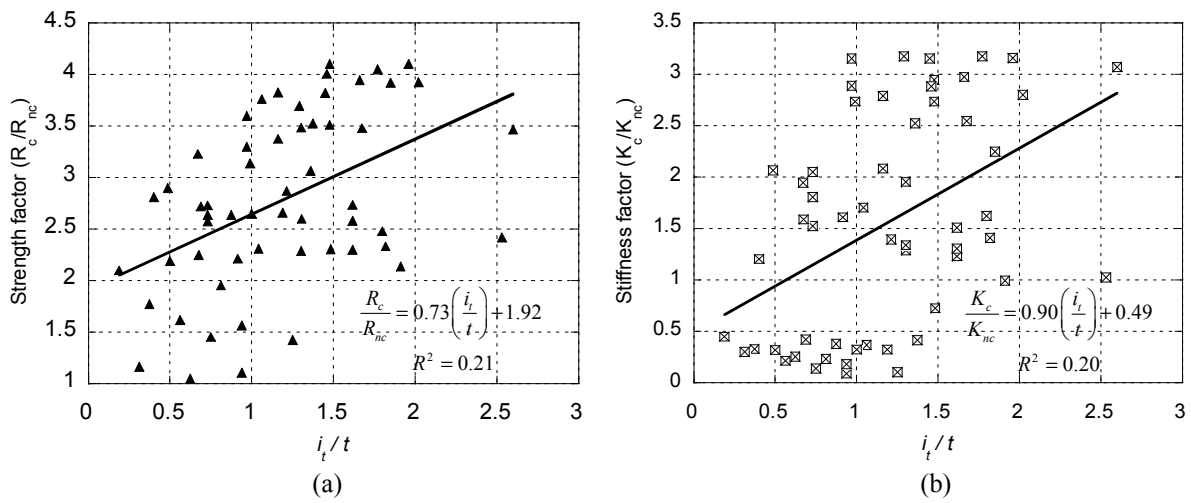 4.5
4
3.5
3
2.5
2
1.5
1
Strength factor (R_c/R_nc)
R_c/R_nc = 0.73(i_t/t) + 1.92
R² = 0.21
0 0.5 1 1.5 2 2.5 3
i_t / t
(a)
3.5
3
2.5
2
1.5
1
0.5
0
Stiffness factor (K_c/K_nc)
K_c/K_nc = 0.90(i_t/t) + 0.49
R² = 0.20
0 0.5 1 1.5 2 2.5 3
i_t / t
(b)